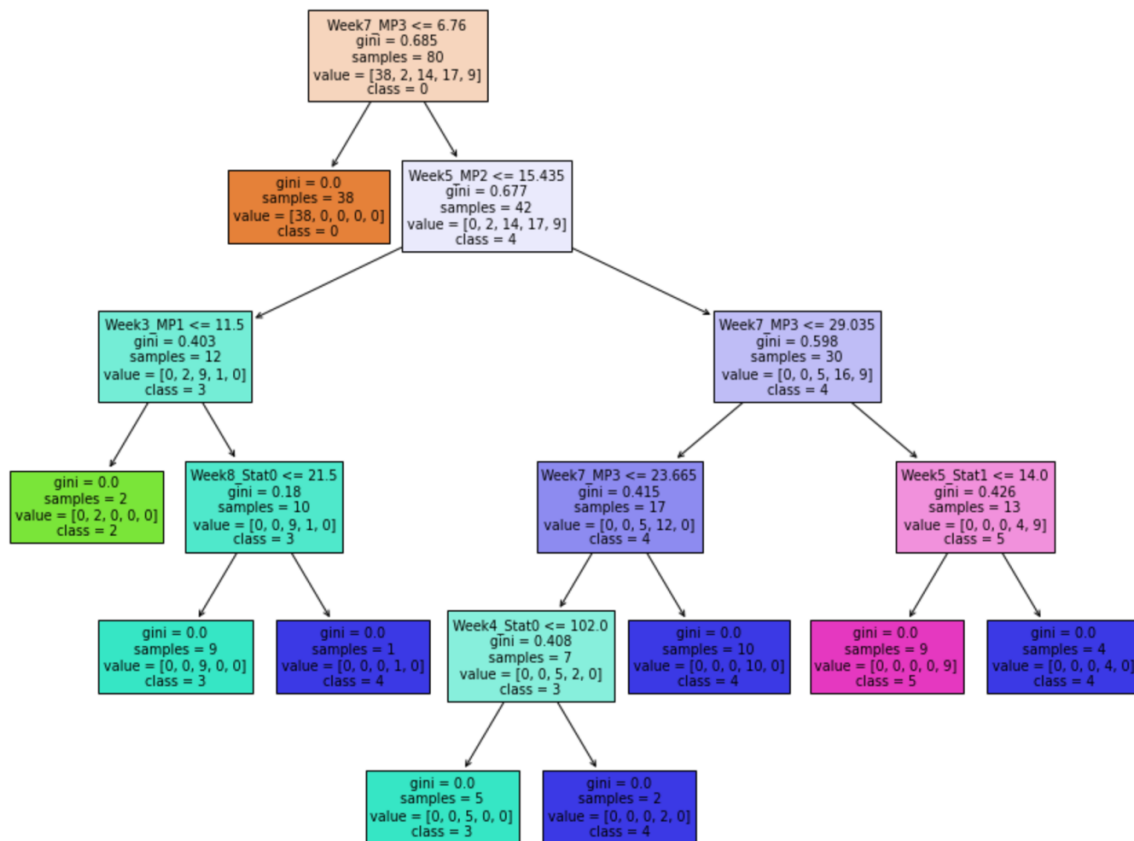 Week7_MP3 <= 6.76
gini = 0.685
samples = 80
value = [38, 2, 14, 17, 9]
class = 0
gini = 0.0
samples = 38
value = [38, 0, 0, 0, 0]
class = 0
Week5_MP2 <= 15.435
gini = 0.677
samples = 42
value = [0, 2, 14, 17, 9]
class = 4
Week3_MP1 <= 11.5
gini = 0.403
samples = 12
value = [0, 2, 9, 1, 0]
class = 3
Week7_MP3 <= 29.035
gini = 0.598
samples = 30
value = [0, 0, 5, 16, 9]
class = 4
gini = 0.0
samples = 2
value = [0, 2, 0, 0, 0]
class = 2
Week8_Stat0 <= 21.5
gini = 0.18
samples = 10
value = [0, 0, 9, 1, 0]
class = 3
Week7_MP3 <= 23.665
gini = 0.415
samples = 17
value = [0, 0, 5, 12, 0]
class = 4
Week5_Stat1 <= 14.0
gini = 0.426
samples = 13
value = [0, 0, 0, 4, 9]
class = 5
gini = 0.0
samples = 9
value = [0, 0, 9, 0, 0]
class = 3
gini = 0.0
samples = 1
value = [0, 0, 0, 1, 0]
class = 4
Week4_Stat0 <= 102.0
gini = 0.408
samples = 7
value = [0, 0, 5, 2, 0]
class = 3
gini = 0.0
samples = 10
value = [0, 0, 0, 10, 0]
class = 4
gini = 0.0
samples = 9
value = [0, 0, 0, 0, 9]
class = 5
gini = 0.0
samples = 4
value = [0, 0, 0, 4, 0]
class = 4
gini = 0.0
samples = 5
value = [0, 0, 5, 0, 0]
class = 3
gini = 0.0
samples = 2
value = [0, 0, 0, 2, 0]
class = 4